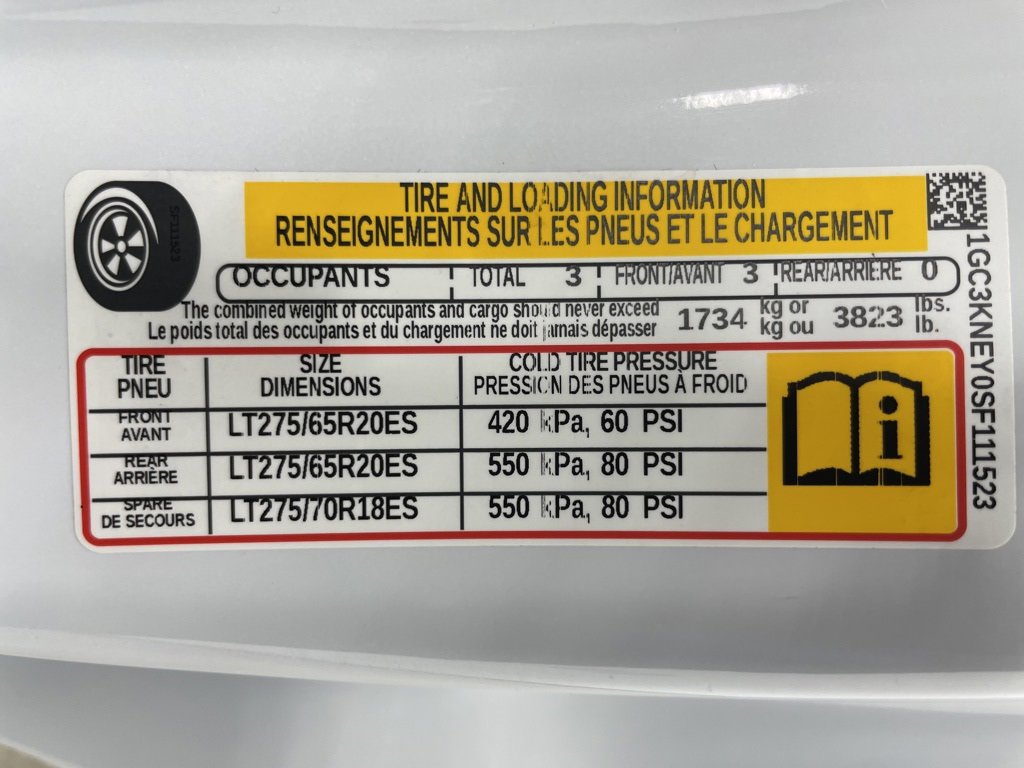 TIRE AND LOADING INFORMATION
RENSEIGNEMENTS SUR LES PNEUS ET LE CHARGEMENT
SF111523
OCCUPANTS TOTAL 3 FRONT/AVANT 3 REAR/ARRIÈRE 0
The combined weight of occupants and cargo should never exceed 1734 kg or 3823 lbs.
Le poids total des occupants et du chargement ne doit jamais dépasser kg ou lb.
TIRE SIZE COLD TIRE PRESSURE
PNEU DIMENSIONS PRESSION DES PNEUS À FROID
FRONT
AVANT LT275/65R20ES 420 kPa, 60 PSI
REAR
ARRIÈRE LT275/65R20ES 550 kPa, 80 PSI
SPARE
DE SECOURS LT275/70R18ES 550 kPa, 80 PSI
i
1GC3KNEY0SF111523